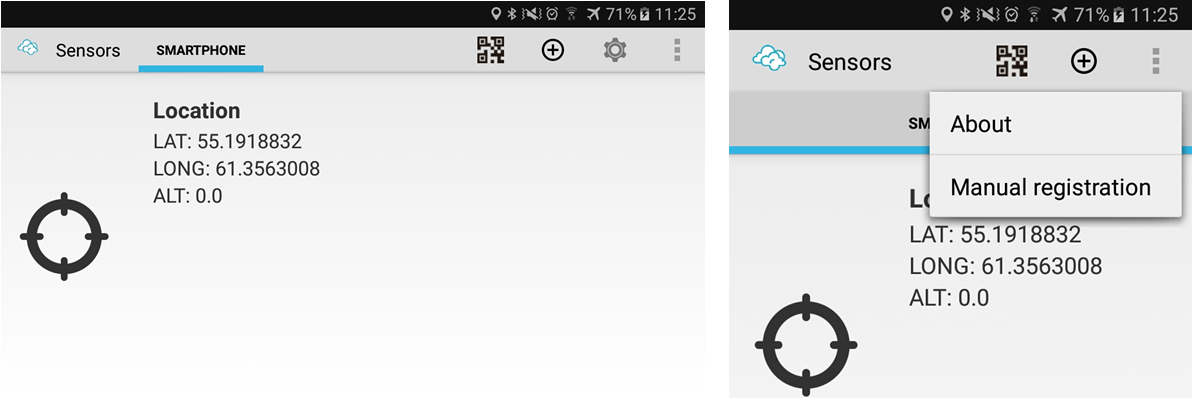 71% 11:25
Sensors SMARTPHONE
Location
LAT: 55.1918832
LONG: 61.3563008
ALT: 0.0
71% 11:25
Sensors
SM
About
Manual registration
Lo
LAT: 55.1918832
LONG: 61.3563008
ALT: 0.0